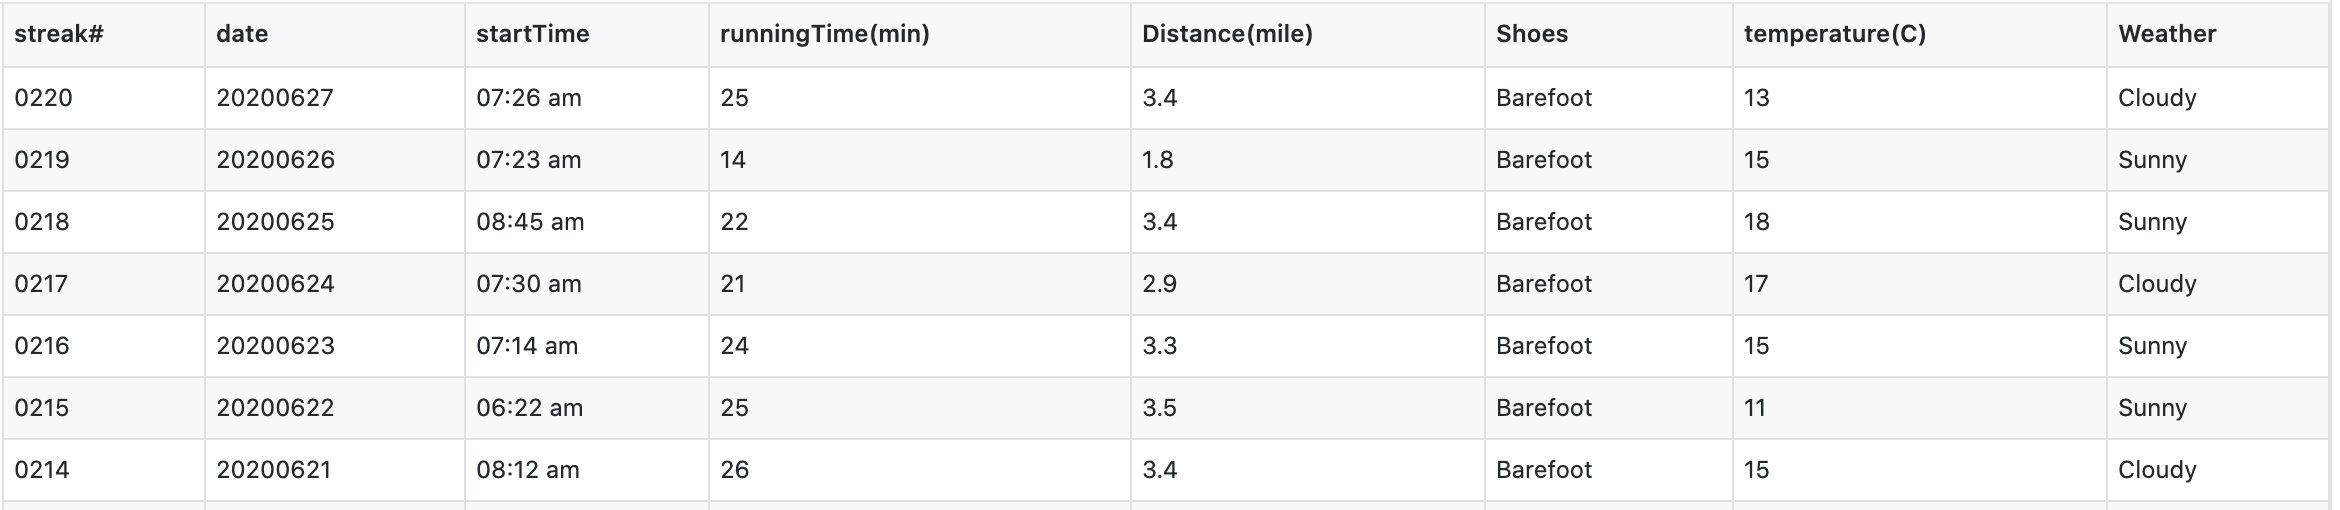 streak# date startTime runningTime(min) Distance(mile) Shoes temperature(C) Weather
0220 20200627 07:26 am 25 3.4 Barefoot 13 Cloudy
0219 20200626 07:23 am 14 1.8 Barefoot 15 Sunny
0218 20200625 08:45 am 22 3.4 Barefoot 18 Sunny
0217 20200624 07:30 am 21 2.9 Barefoot 17 Cloudy
0216 20200623 07:14 am 24 3.3 Barefoot 15 Sunny
0215 20200622 06:22 am 25 3.5 Barefoot 11 Sunny
0214 20200621 08:12 am 26 3.4 Barefoot 15 Cloudy